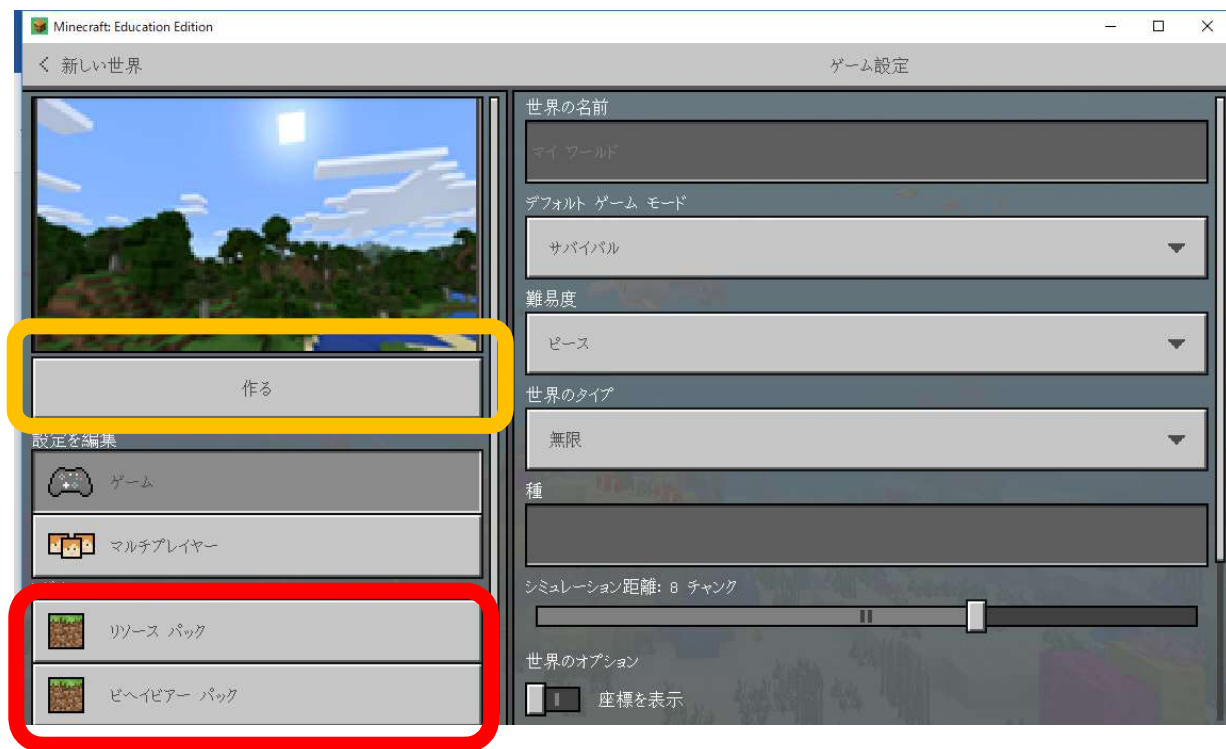 Minecraft: Education Edition
新しい世界
ゲーム設定
作る
設定を編集
ゲーム
マルチプレイヤー
リソース パック
ビヘイビアー パック
世界の名前
マイ ワールド
デフォルト ゲーム モード
サバイバル
難易度
ピース
世界のタイプ
無限
種
シミュレーション距離: 8 チャンク
世界のオプション
座標を表示